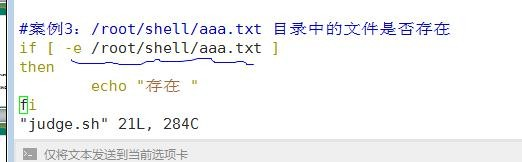 #案例3：/root/shell/aaa.txt 目录中的文件是否存在
if [ -e /root/shell/aaa.txt ]
then
        echo "存在 "
fi
"judge.sh" 21L, 284C
仅将文本发送到当前选项卡